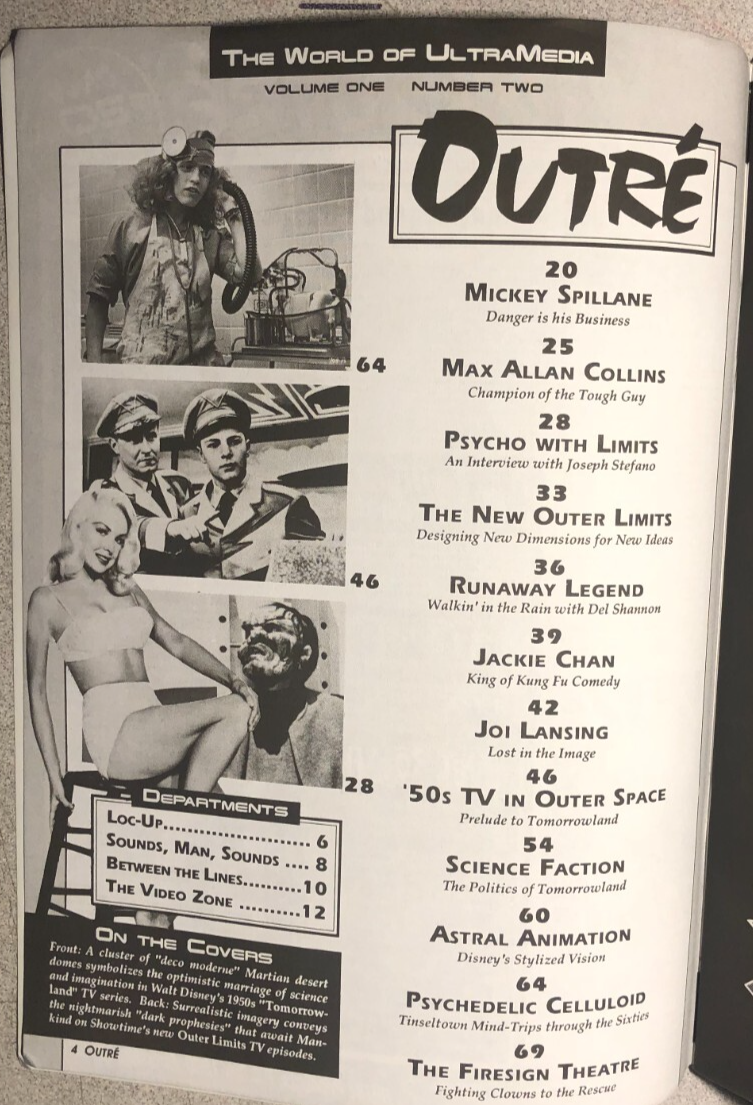 THE WORLD OF ULTRAMEDIA
VOLUME ONE NUMBER TWO
OUTRÉ
64
46
28
20
MICKEY SPILLANE
Danger is his Business
25
MAX ALLAN COLLINS
Champion of the Tough Guy
28
PSYCHO WITH LIMITS
An Interview with Joseph Stefano
33
THE NEW OUTER LIMITS
Designing New Dimensions for New Ideas
36
RUNAWAY LEGEND
Walkin' in the Rain with Del Shannon
39
JACKIE CHAN
King of Kung Fu Comedy
42
JOI LANSING
Lost in the Image
46
'50S TV IN OUTER SPACE
Prelude to Tomorrowland
54
SCIENCE FACTION
The Politics of Tomorrowland
60
ASTRAL ANIMATION
Disney's Stylized Vision
64
PSYCHEDELIC CELLULOID
Tinseltown Mind-Trips through the Sixties
69
THE FIRESIGN THEATRE
Fighting Clowns to the Rescue
DEPARTMENTS
LOC-UP....................... 6
SOUNDS, MAN, SOUNDS .... 8
BETWEEN THE LINES..........10
THE VIDEO ZONE ..........12
ON THE COVERS
Front: A cluster of "deco moderne" Martian desert
domes symbolizes the optimistic marriage of science
and imagination in Walt Disney's 1950s "Tomorrow-
land" TV series. Back: Surrealistic imagery conveys
the nightmarish "dark prophesies" that await Man-
kind on Showtime's new Outer Limits TV episodes.
4 OUTRÉ